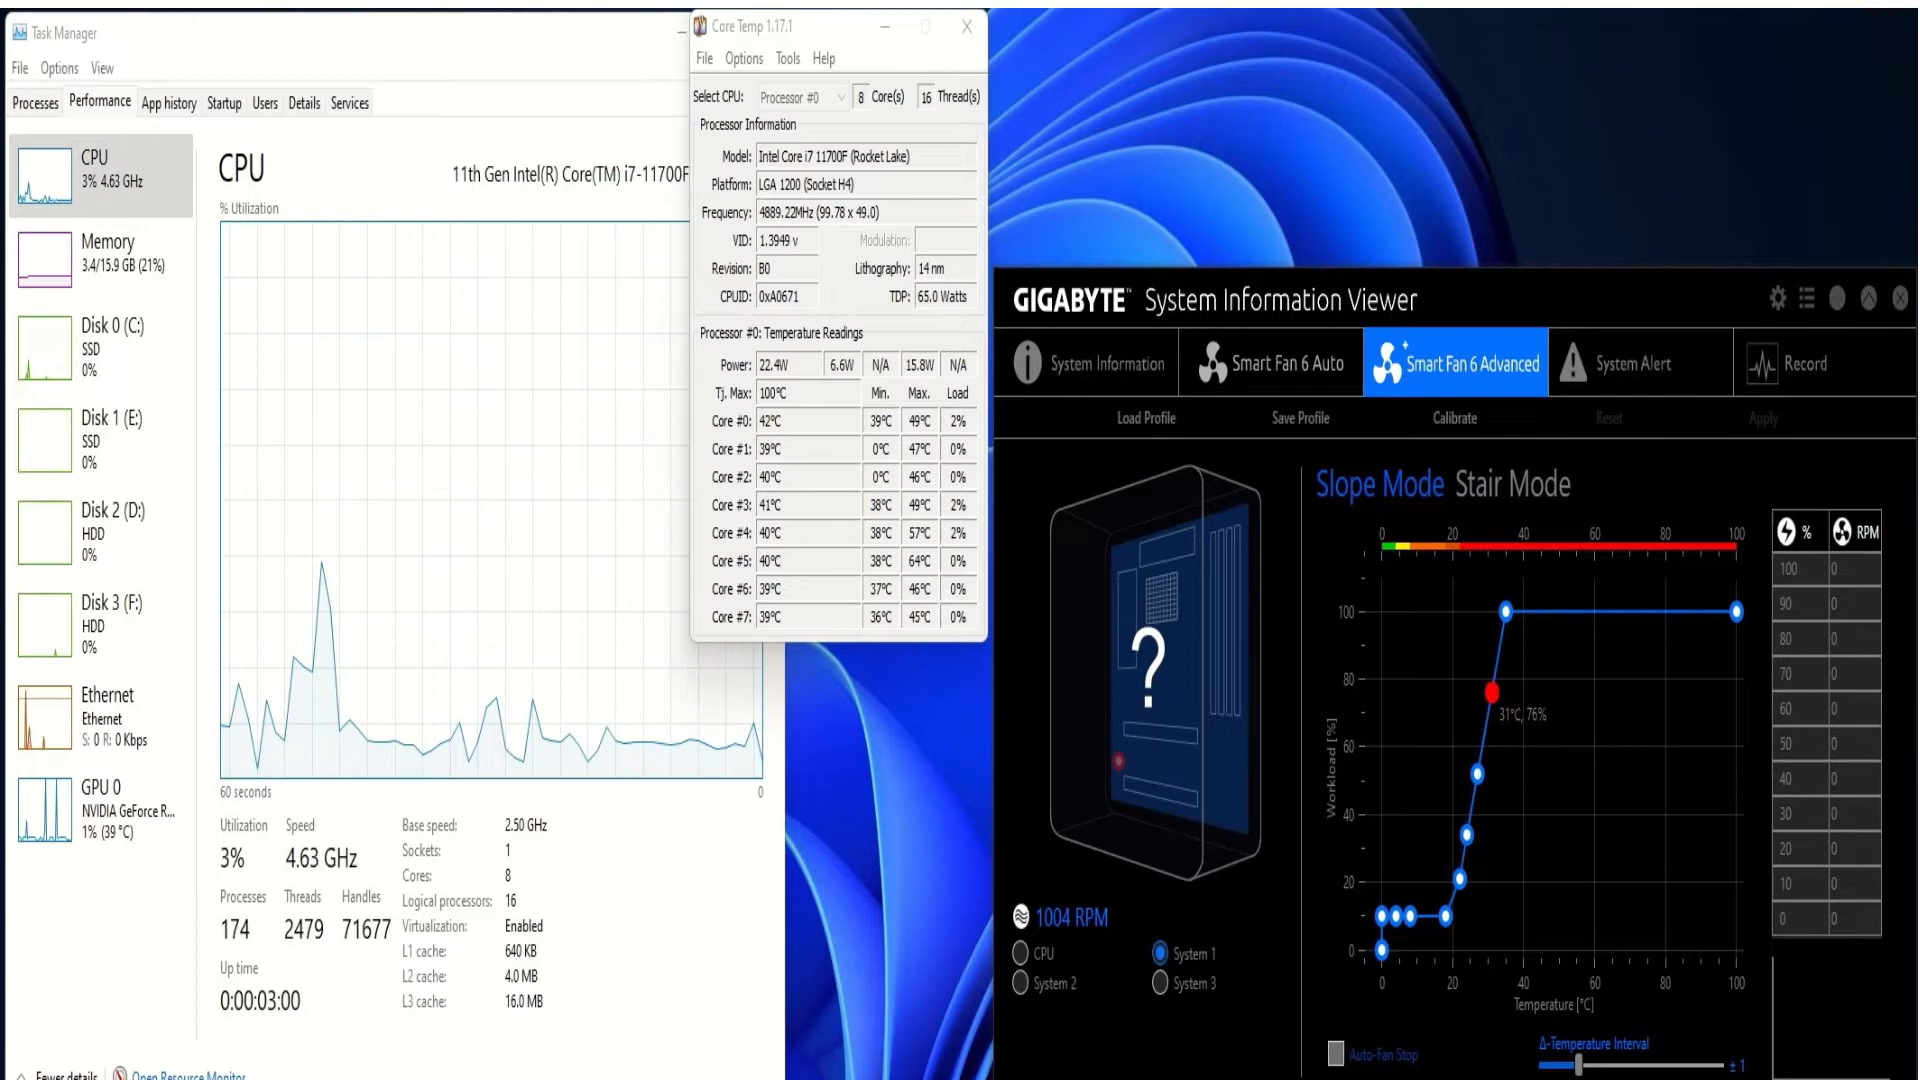 Task Manager
File Options View
Processes Performance App history Startup Users Details Services
CPU
3% 4.63 GHz
Memory
3.4/15.9 GB (21%)
Disk 0 (C:)
SSD
0%
Disk 1 (E:)
SSD
0%
Disk 2 (D:)
HDD
0%
Disk 3 (F:)
HDD
0%
Ethernet
Ethernet
S: 0 R: 0 Kbps
GPU 0
NVIDIA GeForce R...
1% (39 °C)
CPU
11th Gen Intel(R) Core(TM) i7-11700F
% Utilization
60 seconds 0
Utilization Speed
3% 4.63 GHz
Processes Threads Handles
174 2479 71677
Up time
0:00:03:00
Base speed: 2.50 GHz
Sockets: 1
Cores: 8
Logical processors: 16
Virtualization: Enabled
L1 cache: 640 KB
L2 cache: 4.0 MB
L3 cache: 16.0 MB
Fewer details Open Resource Monitor
Core Temp 1.17.1
File Options Tools Help
Select CPU: Processor #0 8 Core(s) 16 Thread(s)
Processor Information
Model: Intel Core i7 11700F (Rocket Lake)
Platform: LGA 1200 (Socket H4)
Frequency: 4889.22MHz (99.78 x 49.0)
VID: 1.3949 v Modulation:
Revision: B0 Lithography: 14 nm
CPUID: 0xA0671 TDP: 65.0 Watts
Processor #0: Temperature Readings
Power: 22.4W 6.6W N/A 15.8W N/A
Tj. Max: 100°C Min. Max. Load
Core #0: 42°C 39°C 49°C 2%
Core #1: 39°C 0°C 47°C 0%
Core #2: 40°C 0°C 46°C 0%
Core #3: 41°C 38°C 49°C 2%
Core #4: 40°C 38°C 57°C 2%
Core #5: 40°C 38°C 64°C 0%
Core #6: 39°C 37°C 46°C 0%
Core #7: 39°C 36°C 45°C 0%
GIGABYTE™ System Information Viewer
System Information Smart Fan 6 Auto Smart Fan 6 Advanced System Alert Record
Load Profile Save Profile Calibrate Reset Apply
?
1004 RPM
CPU System 1
System 2 System 3
Slope Mode Stair Mode
0 20 40 60 80 100
100
80
60
40
20
0
Workload [%]
31°C, 76%
0 20 40 60 80 100
Temperature [°C]
Auto-Fan Stop
Δ-Temperature Interval
± 1
% RPM
100 0
90 0
80 0
70 0
60 0
50 0
40 0
30 0
20 0
10 0
0 0